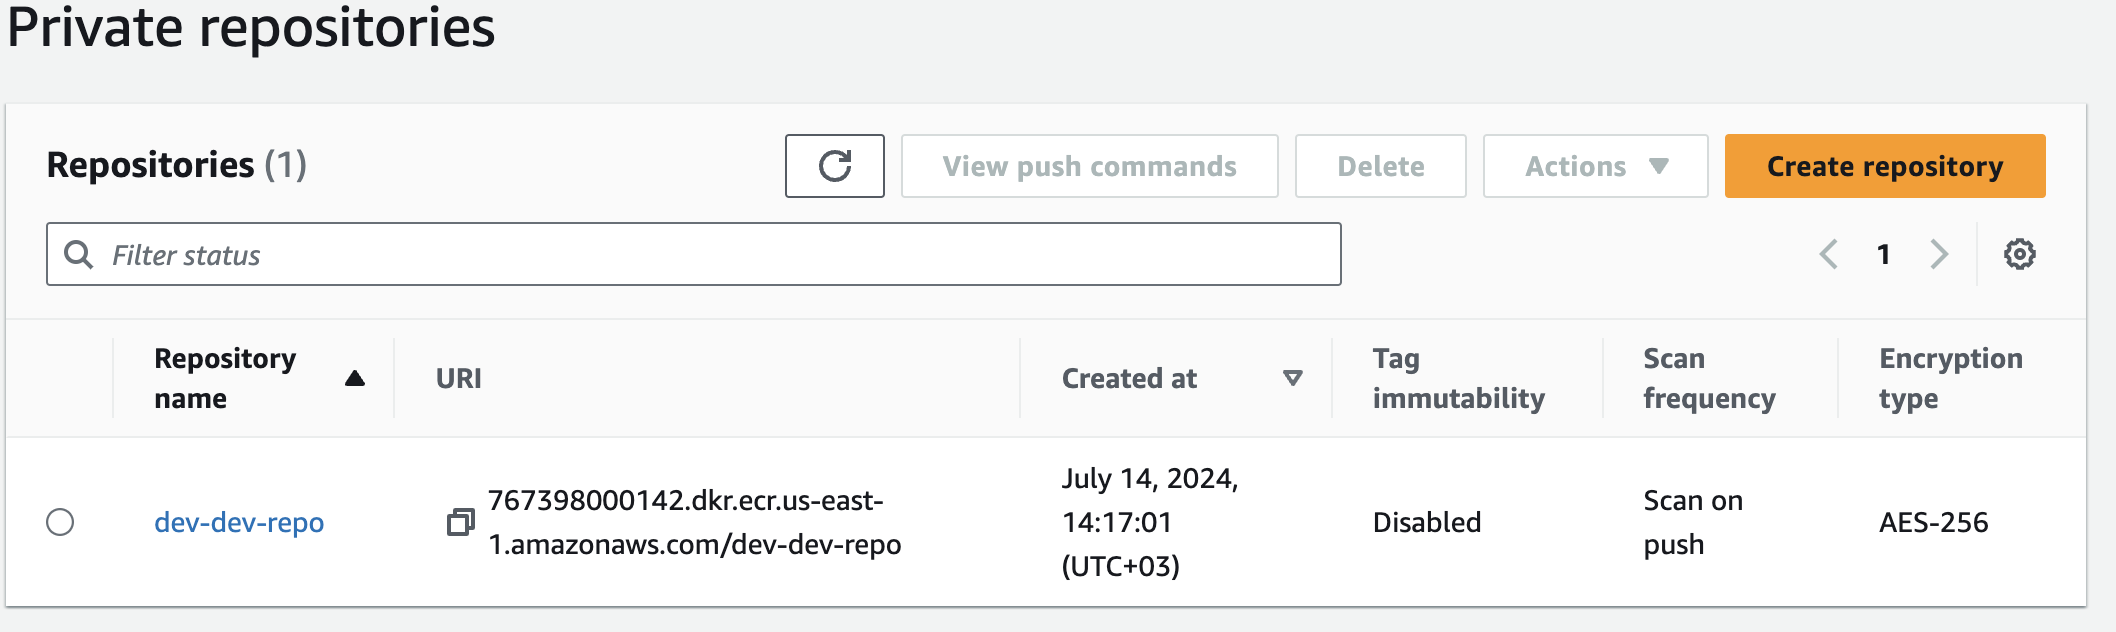 Private repositories
Repositories (1)
View push commands
Delete
Actions
Create repository
Filter status
1
Repository
name
URI
Created at
Tag
immutability
Scan
frequency
Encryption
type
dev-dev-repo
767398000142.dkr.ecr.us-east-
1.amazonaws.com/dev-dev-repo
July 14, 2024,
14:17:01
(UTC+03)
Disabled
Scan on
push
AES-256